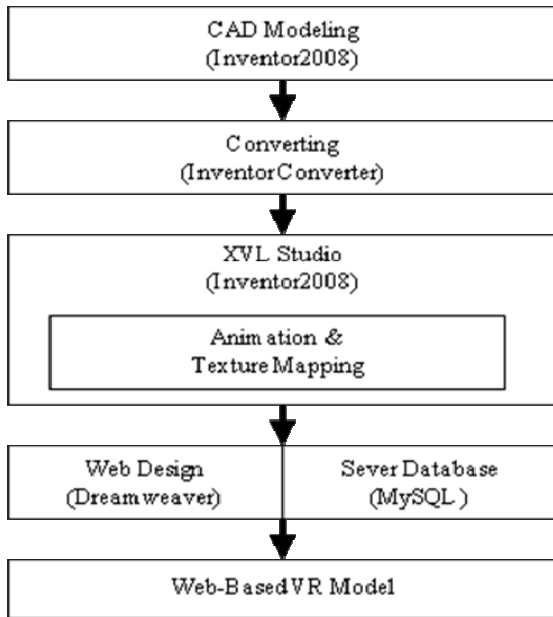 CAD Modeling
(Inventor2008)
Converting
(InventorConverter)
XVL Studio
(Inventor2008)
Animation &
Texture Mapping
Web Design
(Dreamweaver)
Sever Database
(MySQL)
Web-Based VR Model